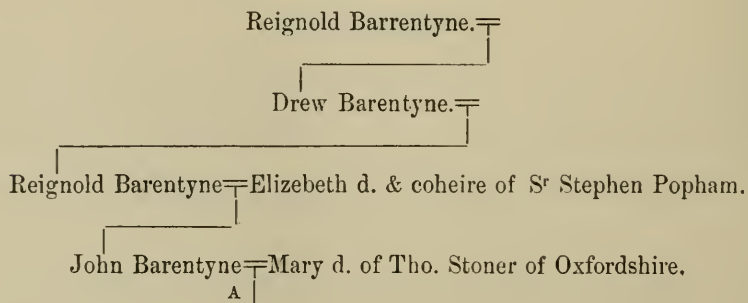 Reignold Barrentyne.
Drew Barentyne.
Reignold Barentyne Elizebeth d. & coheire of Sʳ Stephen Popham.
John Barentyne Mary d. of Tho. Stoner of Oxfordshire.
A